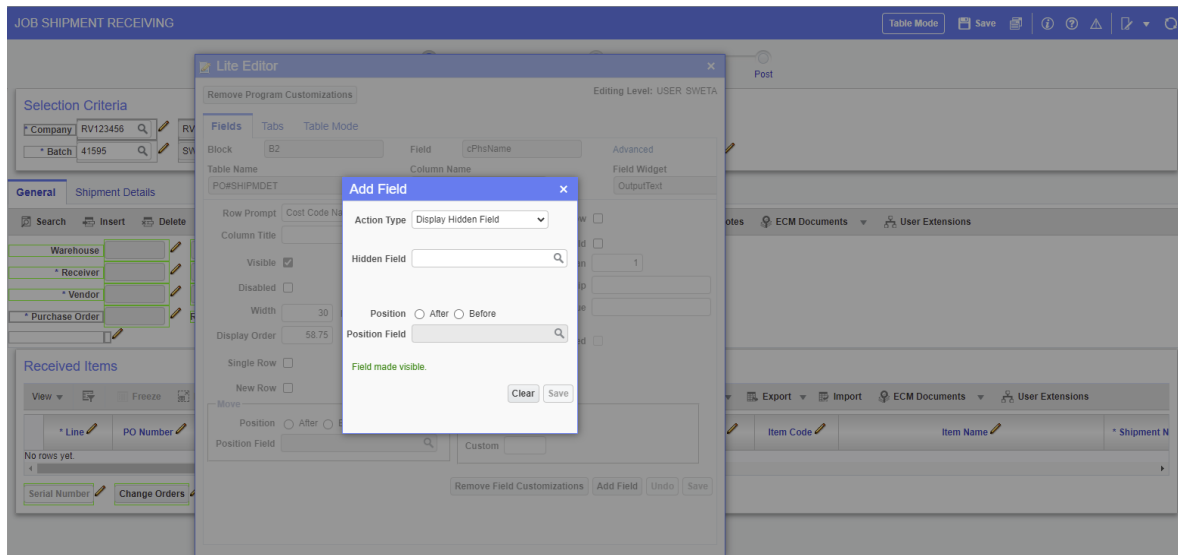 JOB SHIPMENT RECEIVING
Table Mode Save
Post
Selection Criteria
* Company RV123456 RV
* Batch 41595 SW
General Shipment Details
Search Insert Delete otes ECM Documents User Extensions
Warehouse
* Receiver
* Vendor
* Purchase Order
Received Items
View Freeze Export Import ECM Documents User Extensions
* Line PO Number Item Code Item Name * Shipment N
No rows yet.
Serial Number Change Orders
Lite Editor
Remove Program Customizations Editing Level: USER SWETA
Fields Tabs Table Mode
Block B2 Field cPhsName Advanced
Table Name Column Name Field Widget
PO#SHIPMDET OutputText
Row Prompt Cost Code Na
Column Title
Visible
Disabled 1
Width 30
Display Order 58.75
Single Row
New Row
Move
Position After
Position Field
Custom
Remove Field Customizations Add Field Undo Save
Add Field
Action Type Display Hidden Field
Hidden Field
Position After Before
Position Field
Field made visible.
Clear Save